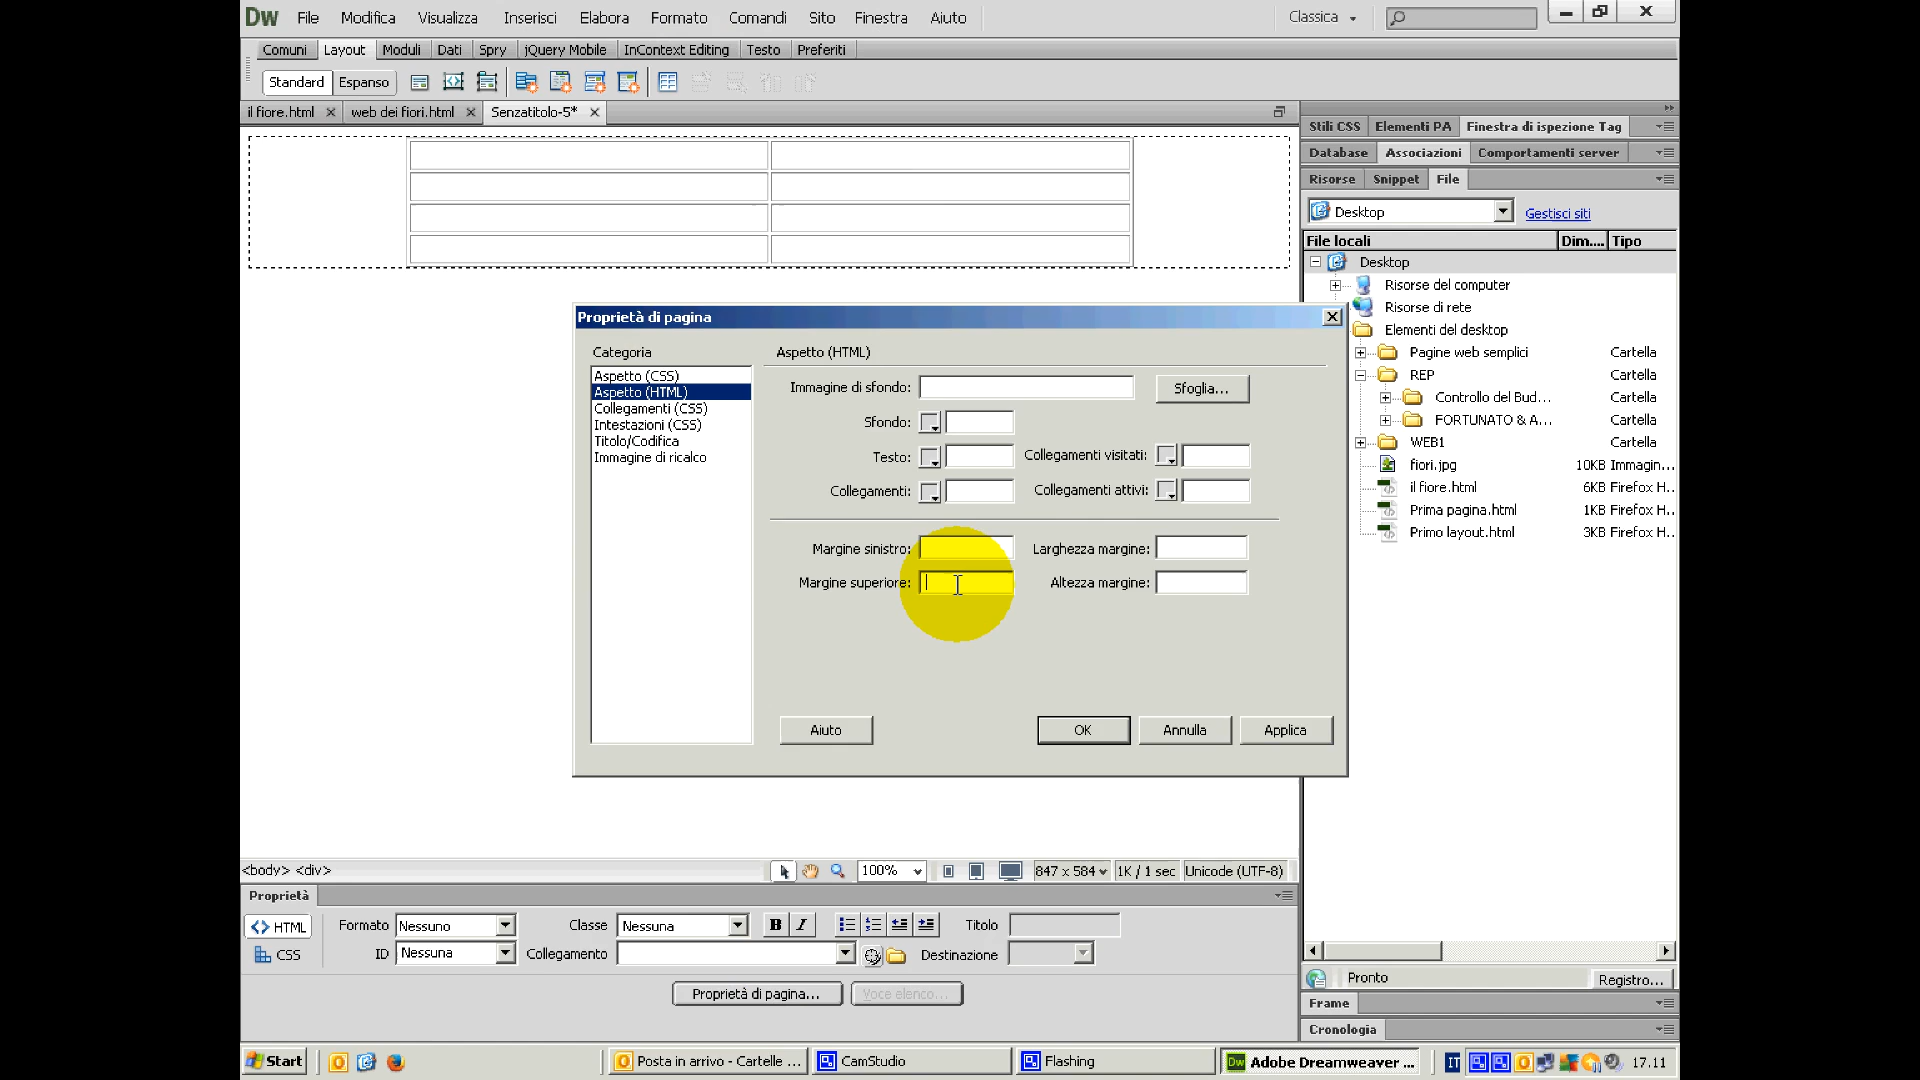 Dw File Modifica Visualizza Inserisci Elabora Formato Comandi Sito Finestra Aiuto Classica
Comuni Layout Moduli Dati Spry jQuery Mobile InContext Editing Testo Preferiti
Standard Espanso
il fiore.html web dei fiori.html Senzatitolo-5*
Stili CSS Elementi PA Finestra di ispezione Tag
Database Associazioni Comportamenti server
Risorse Snippet File
Desktop Gestisci siti
File locali Dim.... Tipo
Desktop
Risorse del computer
Risorse di rete
Elementi del desktop
Pagine web semplici Cartella
REP Cartella
Controllo del Bud... Cartella
FORTUNATO & A... Cartella
WEB1 Cartella
fiori.jpg 10KB Immagin...
il fiore.html 6KB Firefox H...
Prima pagina.html 1KB Firefox H...
Primo layout.html 3KB Firefox H...
Proprietà di pagina
Categoria
Aspetto (CSS)
Aspetto (HTML)
Collegamenti (CSS)
Intestazioni (CSS)
Titolo/Codifica
Immagine di ricalco
Aspetto (HTML)
Immagine di sfondo: Sfoglia...
Sfondo:
Testo: Collegamenti visitati:
Collegamenti: Collegamenti attivi:
Margine sinistro: Larghezza margine:
Margine superiore: Altezza margine:
Aiuto OK Annulla Applica
<body> <div> 100% 847 x 584 1K / 1 sec Unicode (UTF-8)
Proprietà
HTML Formato Nessuno Classe Nessuna B I Titolo
CSS ID Nessuna Collegamento Destinazione
Proprietà di pagina... Voce elenco...
Pronto Registro...
Frame
Cronologia
Start Posta in arrivo - Cartelle ... CamStudio Flashing Adobe Dreamweaver ... IT 17.11